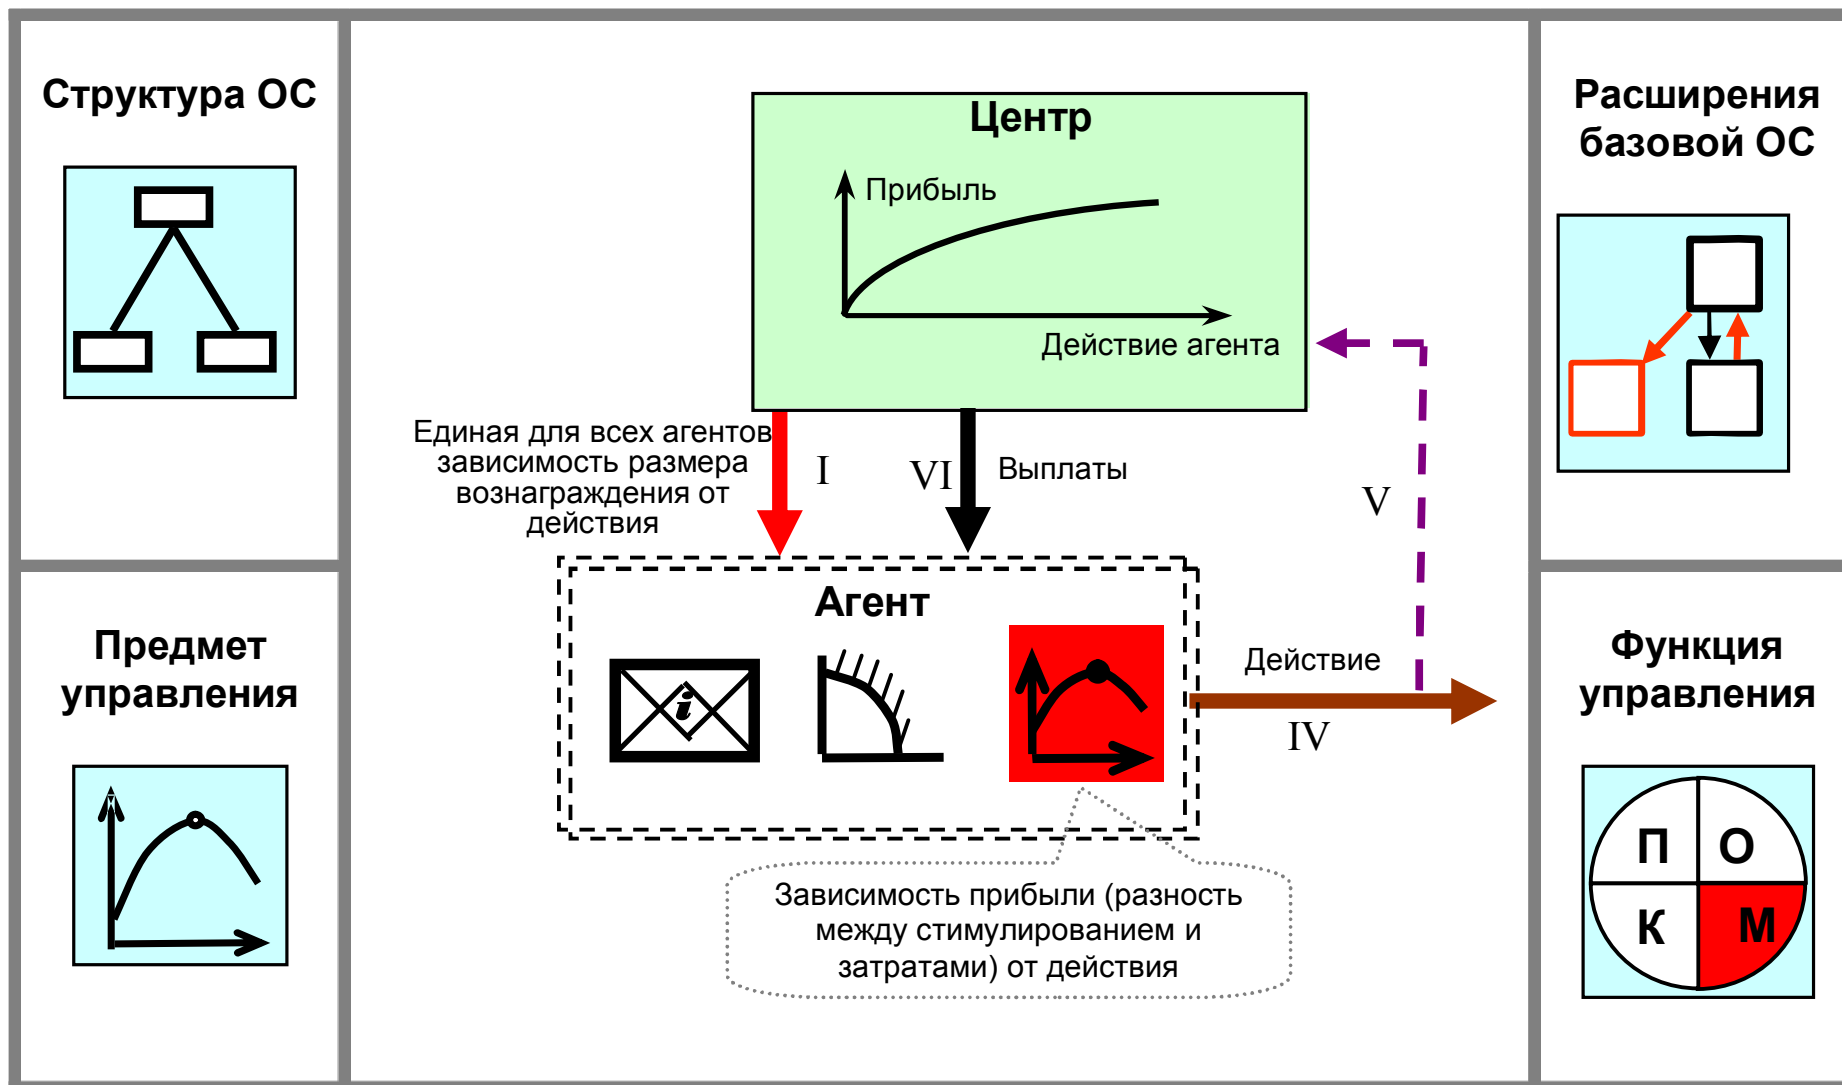 Структура ОС
Предмет
управления
Центр
Прибыль
Действие агента
Единая для всех агентов
зависимость размера
вознаграждения от
действия
I
VI
Выплаты
V
Агент
i
Действие
IV
Зависимость прибыли (разность
между стимулированием и
затратами) от действия
Расширения
базовой ОС
Функция
управления
П О
К М